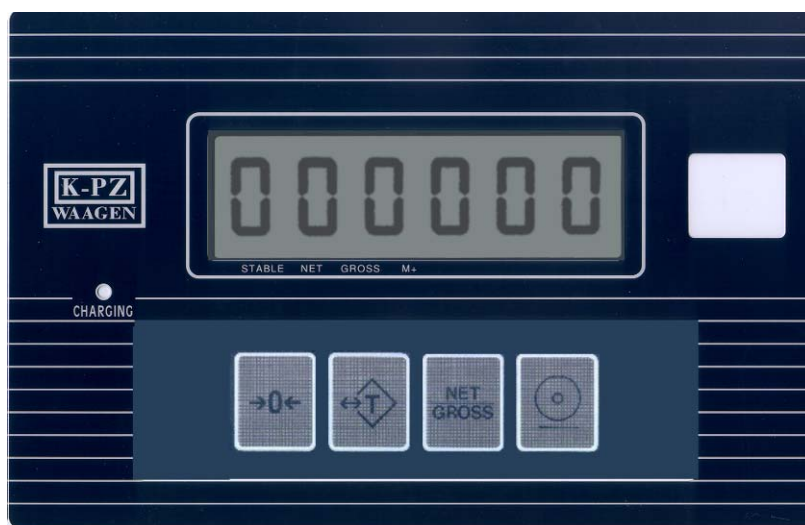 000000
K-PZ
WAAGEN
STABLE NET GROSS M+
CHARGING
→0←
↔T
NET
GROSS